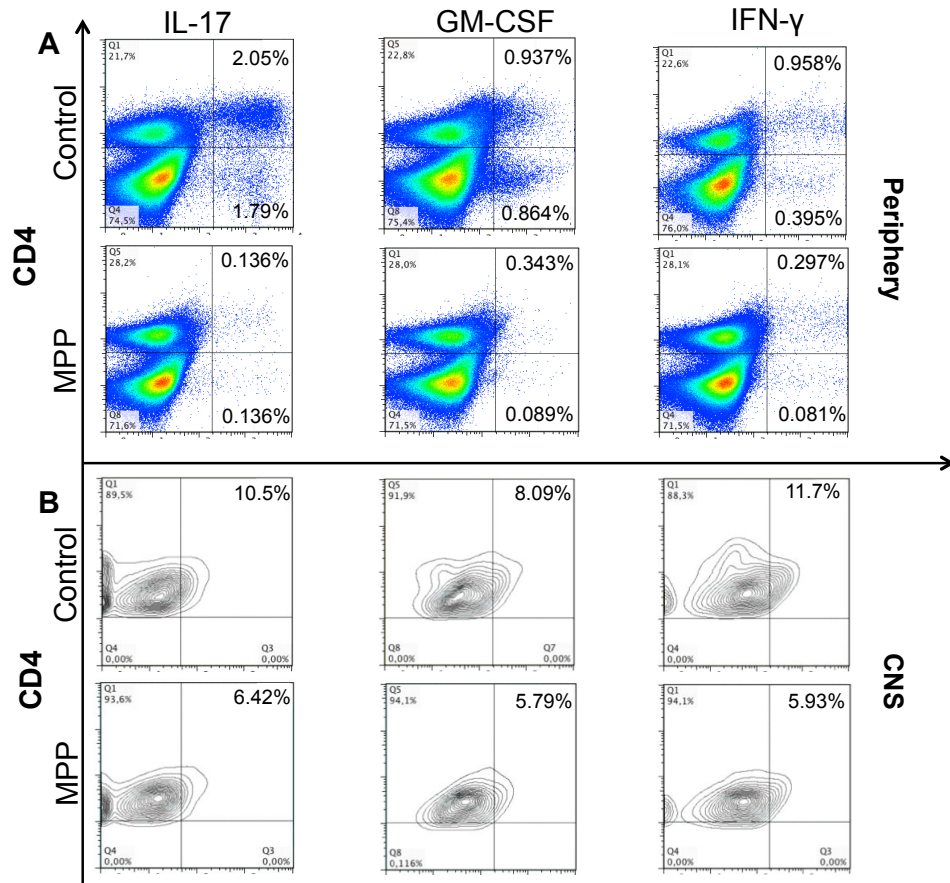 IL-17 GM-CSF IFN-γ
A
Control
Q1
21,7%
2.05%
Q4
74,5%
1.79%
Q5
22,8%
0.937%
Q8
75,4%
0.864%
Q1
22,6%
0.958%
Q4
76,0%
0.395%
CD4
Periphery
MPP
Q5
28,2%
0.136%
Q8
71,6%
0.136%
Q1
28,0%
0.343%
Q4
71,5%
0.089%
Q1
28,1%
0.297%
Q4
71,5%
0.081%
B
Control
Q1
89,5%
10.5%
Q4
0,00%
Q3
0,00%
Q5
91,9%
8.09%
Q8
0,00%
Q7
0,00%
Q1
88,3%
11.7%
Q4
0,00%
Q3
0,00%
CD4
CNS
MPP
Q1
93,6%
6.42%
Q4
0,00%
Q3
0,00%
Q5
94,1%
5.79%
Q8
0,116%
Q1
94,1%
5.93%
Q4
0,00%
Q3
0,00%